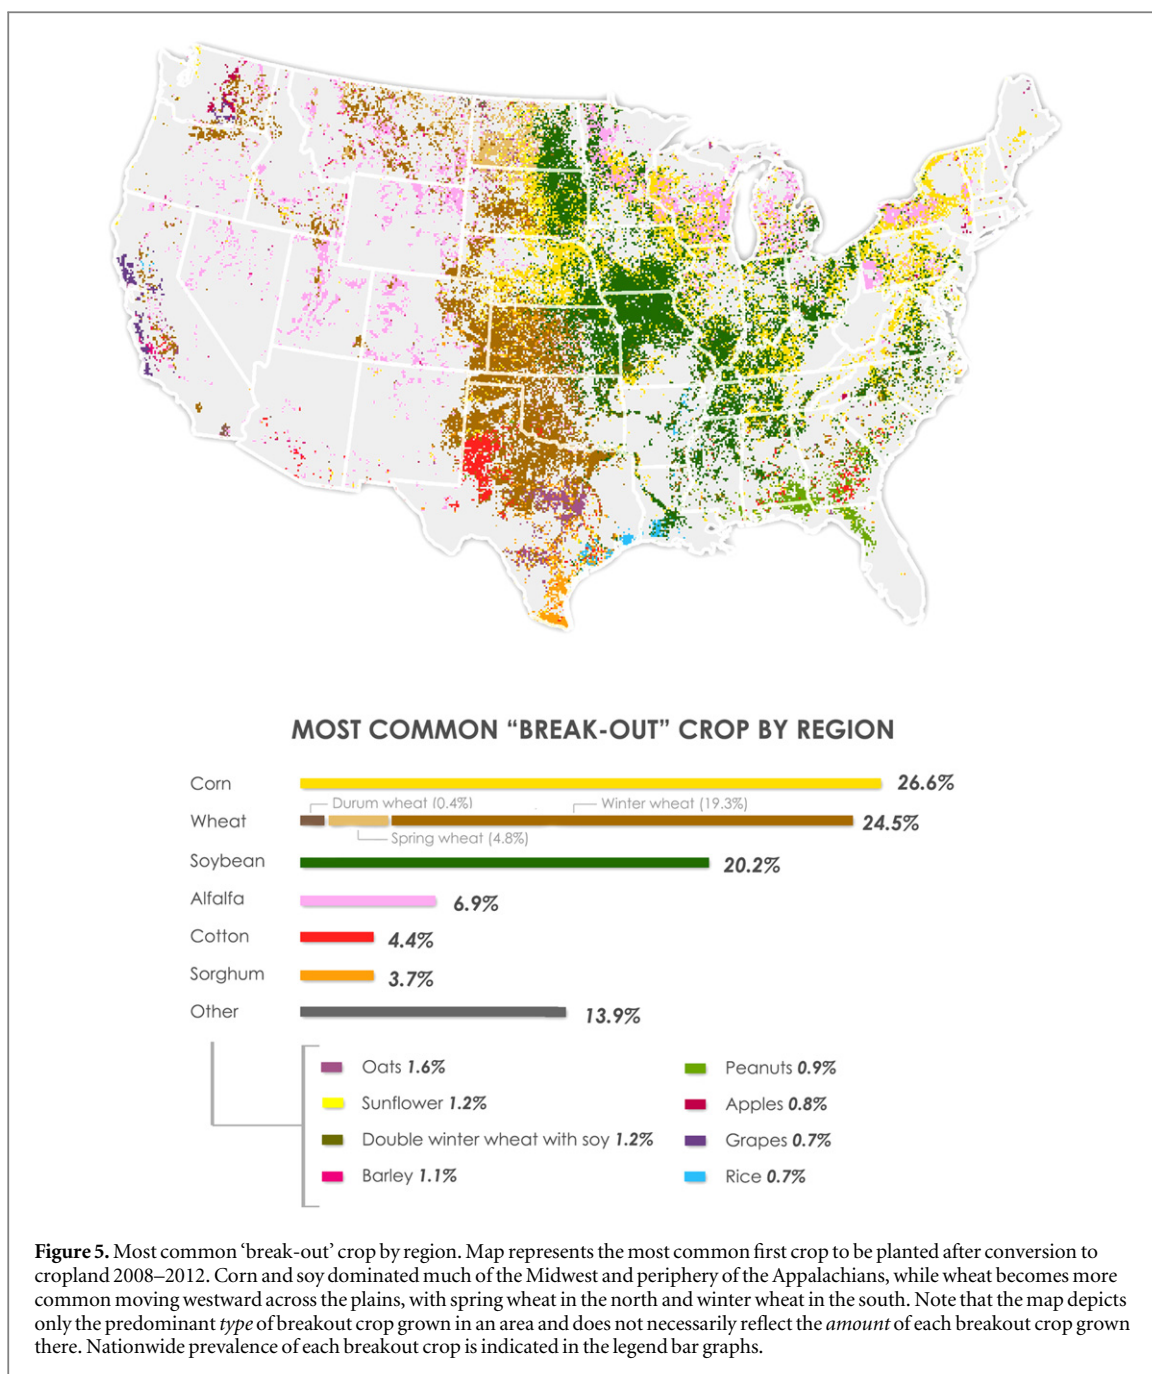 MOST COMMON “BREAK-OUT” CROP BY REGION
Corn 26.6%
Durum wheat (0.4%) Winter wheat (19.3%)
Wheat 24.5%
Spring wheat (4.8%)
Soybean 20.2%
Alfalfa 6.9%
Cotton 4.4%
Sorghum 3.7%
Other 13.9%
Oats 1.6% Peanuts 0.9%
Sunflower 1.2% Apples 0.8%
Double winter wheat with soy 1.2% Grapes 0.7%
Barley 1.1% Rice 0.7%
Figure 5. Most common ‘break-out’ crop by region. Map represents the most common first crop to be planted after conversion to
cropland 2008–2012. Corn and soy dominated much of the Midwest and periphery of the Appalachians, while wheat becomes more
common moving westward across the plains, with spring wheat in the north and winter wheat in the south. Note that the map depicts
only the predominant type of breakout crop grown in an area and does not necessarily reflect the amount of each breakout crop grown
there. Nationwide prevalence of each breakout crop is indicated in the legend bar graphs.